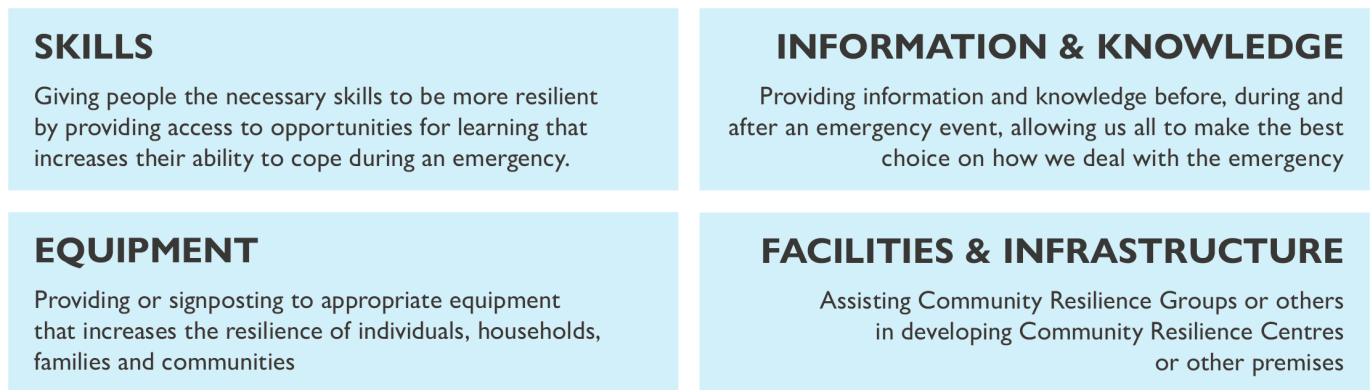 SKILLS
Giving people the necessary skills to be more resilient
by providing access to opportunities for learning that
increases their ability to cope during an emergency.
INFORMATION & KNOWLEDGE
Providing information and knowledge before, during and
after an emergency event, allowing us all to make the best
choice on how we deal with the emergency
EQUIPMENT
Providing or signposting to appropriate equipment
that increases the resilience of individuals, households,
families and communities
FACILITIES & INFRASTRUCTURE
Assisting Community Resilience Groups or others
in developing Community Resilience Centres
or other premises